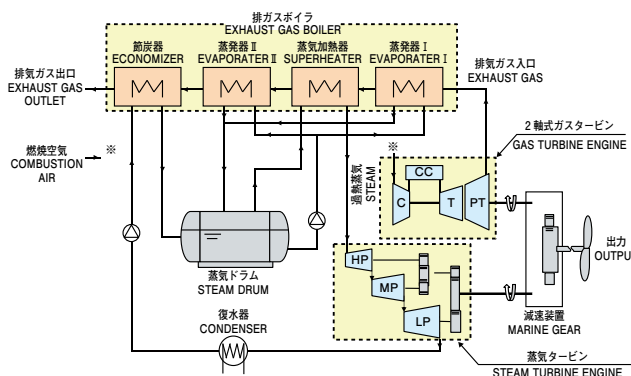 排ガスボイラ
EXHAUST GAS BOILER
節炭器
ECONOMIZER
蒸発器 Ⅱ
EVAPORATER Ⅱ
蒸気加熱器
SUPERHEATER
蒸発器 Ⅰ
EVAPORATER Ⅰ
排気ガス出口
EXHAUST GAS
OUTLET
排気ガス入口
EXHAUST GAS
燃焼空気
COMBUSTION
AIR
※
過熱蒸気
STEAM
※
2 軸式ガスタービン
GAS TURBINE ENGINE
CC
C
T
PT
蒸気ドラム
STEAM DRUM
HP
MP
LP
出力
OUTPU
減速装置
MARINE GEAR
復水器
CONDENSER
蒸気タービン
STEAM TURBINE ENGINE